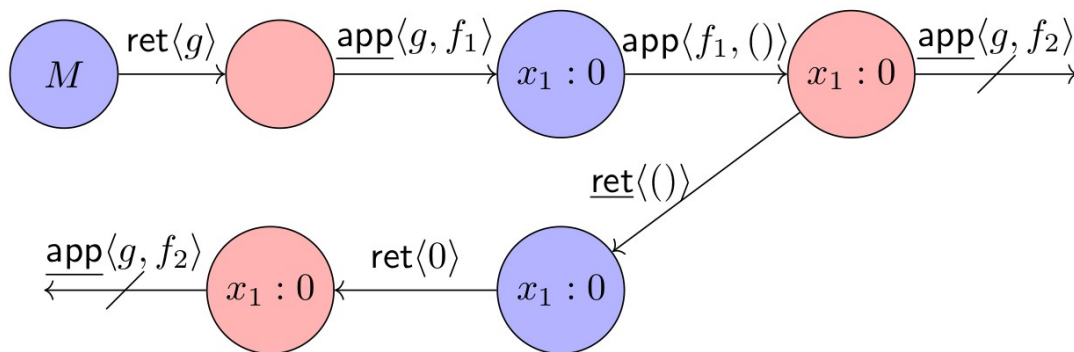 M ret⟨g⟩ app⟨g, f₁⟩ x₁ : 0 app⟨f₁, ()⟩ x₁ : 0 app⟨g, f₂⟩
ret⟨()⟩
app⟨g, f₂⟩ x₁ : 0 ret⟨0⟩ x₁ : 0